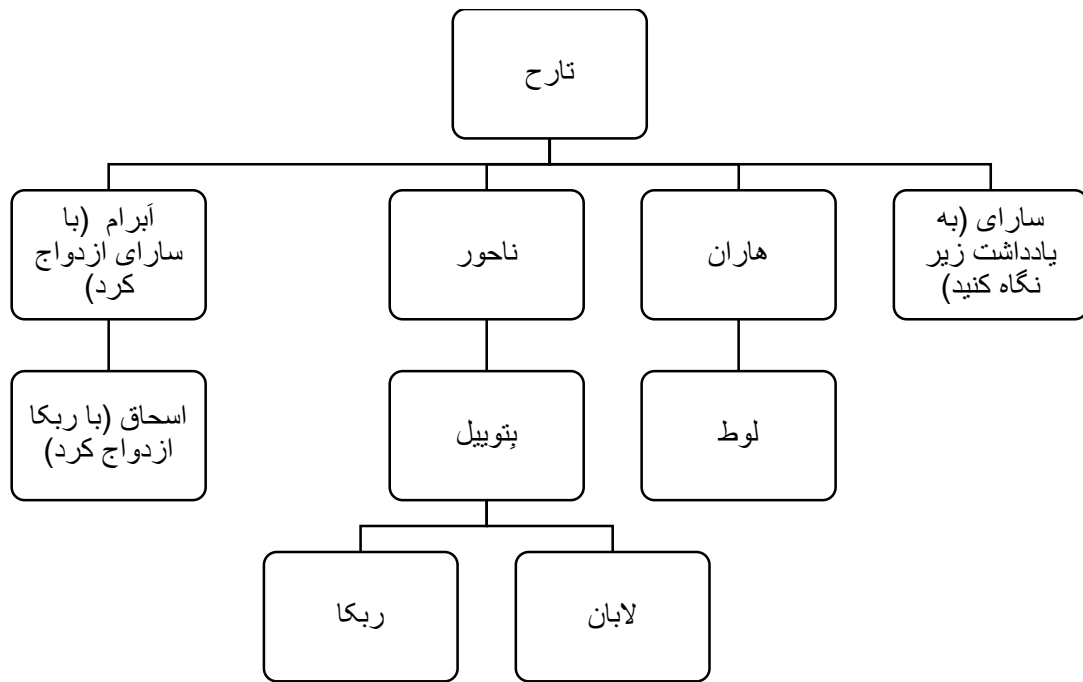 تارح
اَبرام (با
سارای ازدواج
کرد)
ناحور
هاران
سارای (به
یادداشت زیر
نگاه کنید)
اسحاق (با ربکا
ازدواج کرد)
بِتوییل
لوط
ربکا
لابان